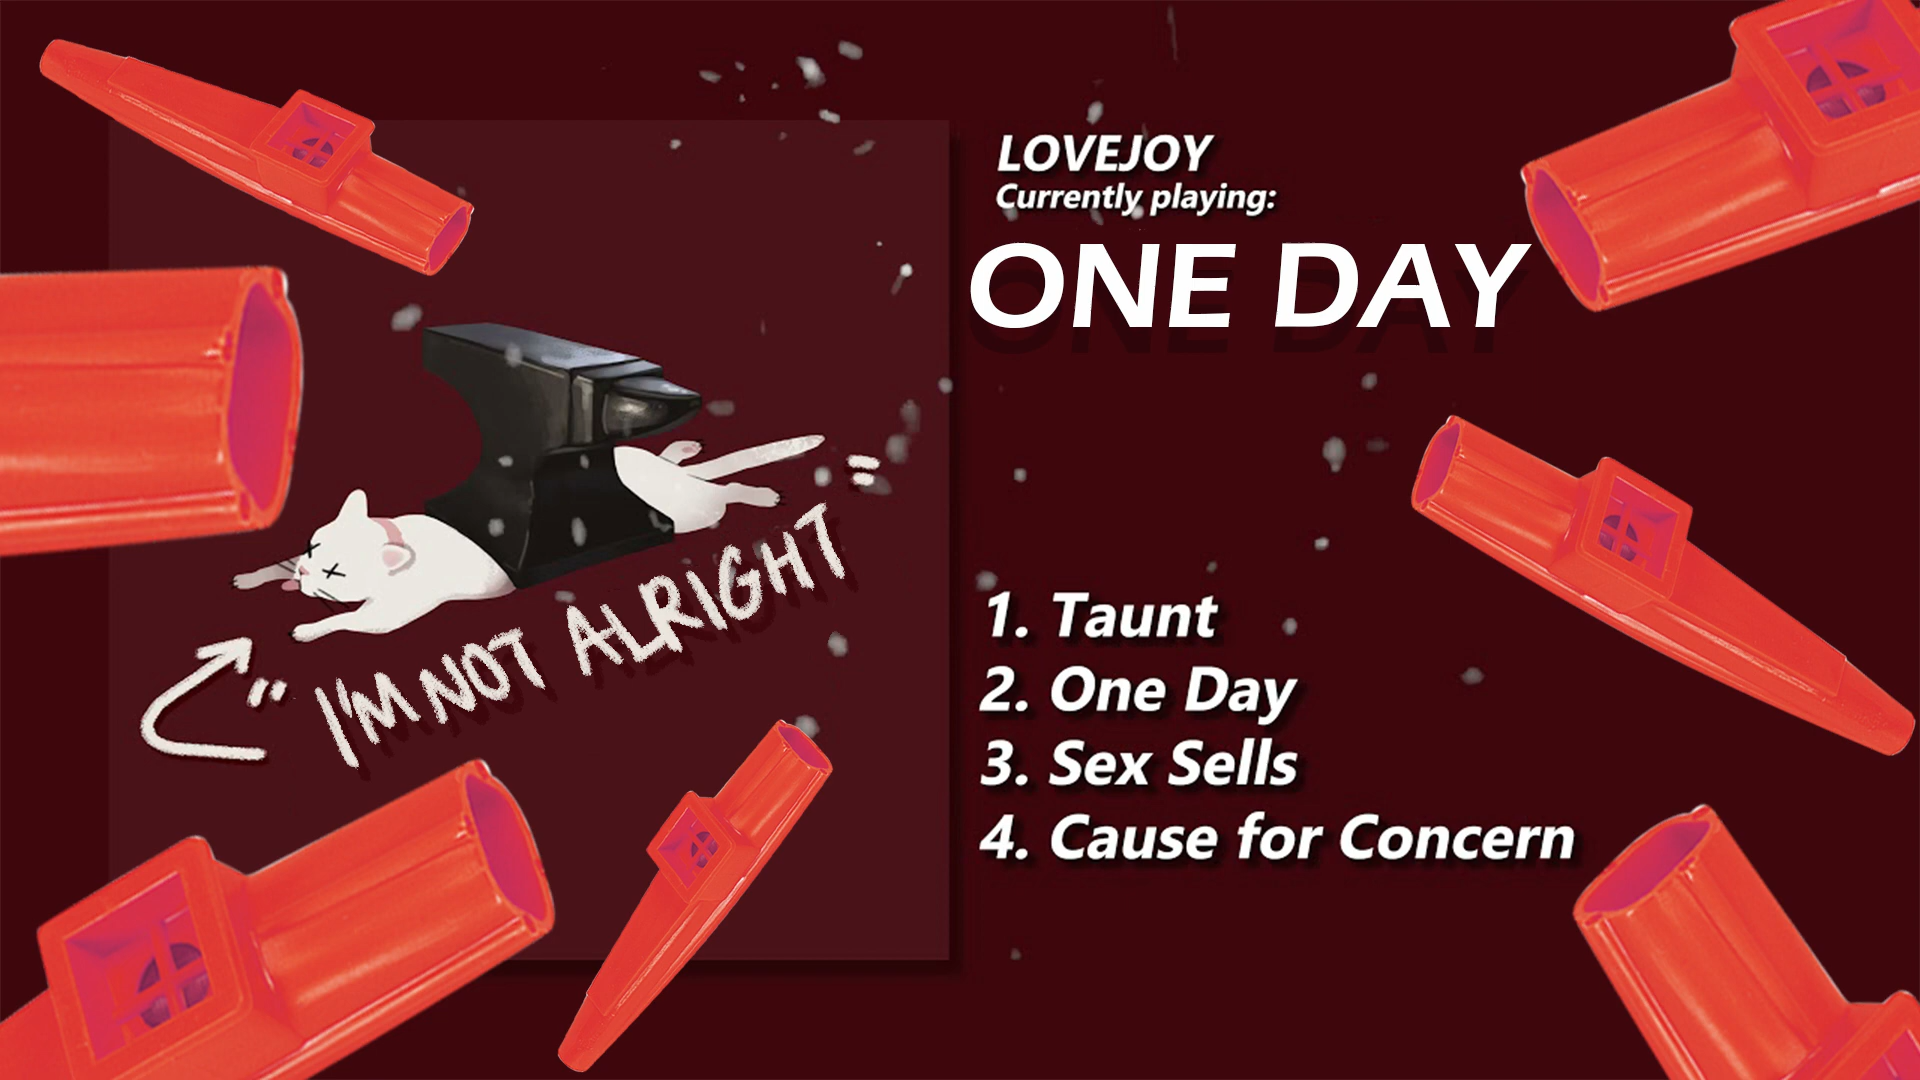 LOVEJOY
Currently playing:
ONE DAY
"I'M NOT ALRIGHT"
1. Taunt
2. One Day
3. Sex Sells
4. Cause for Concern